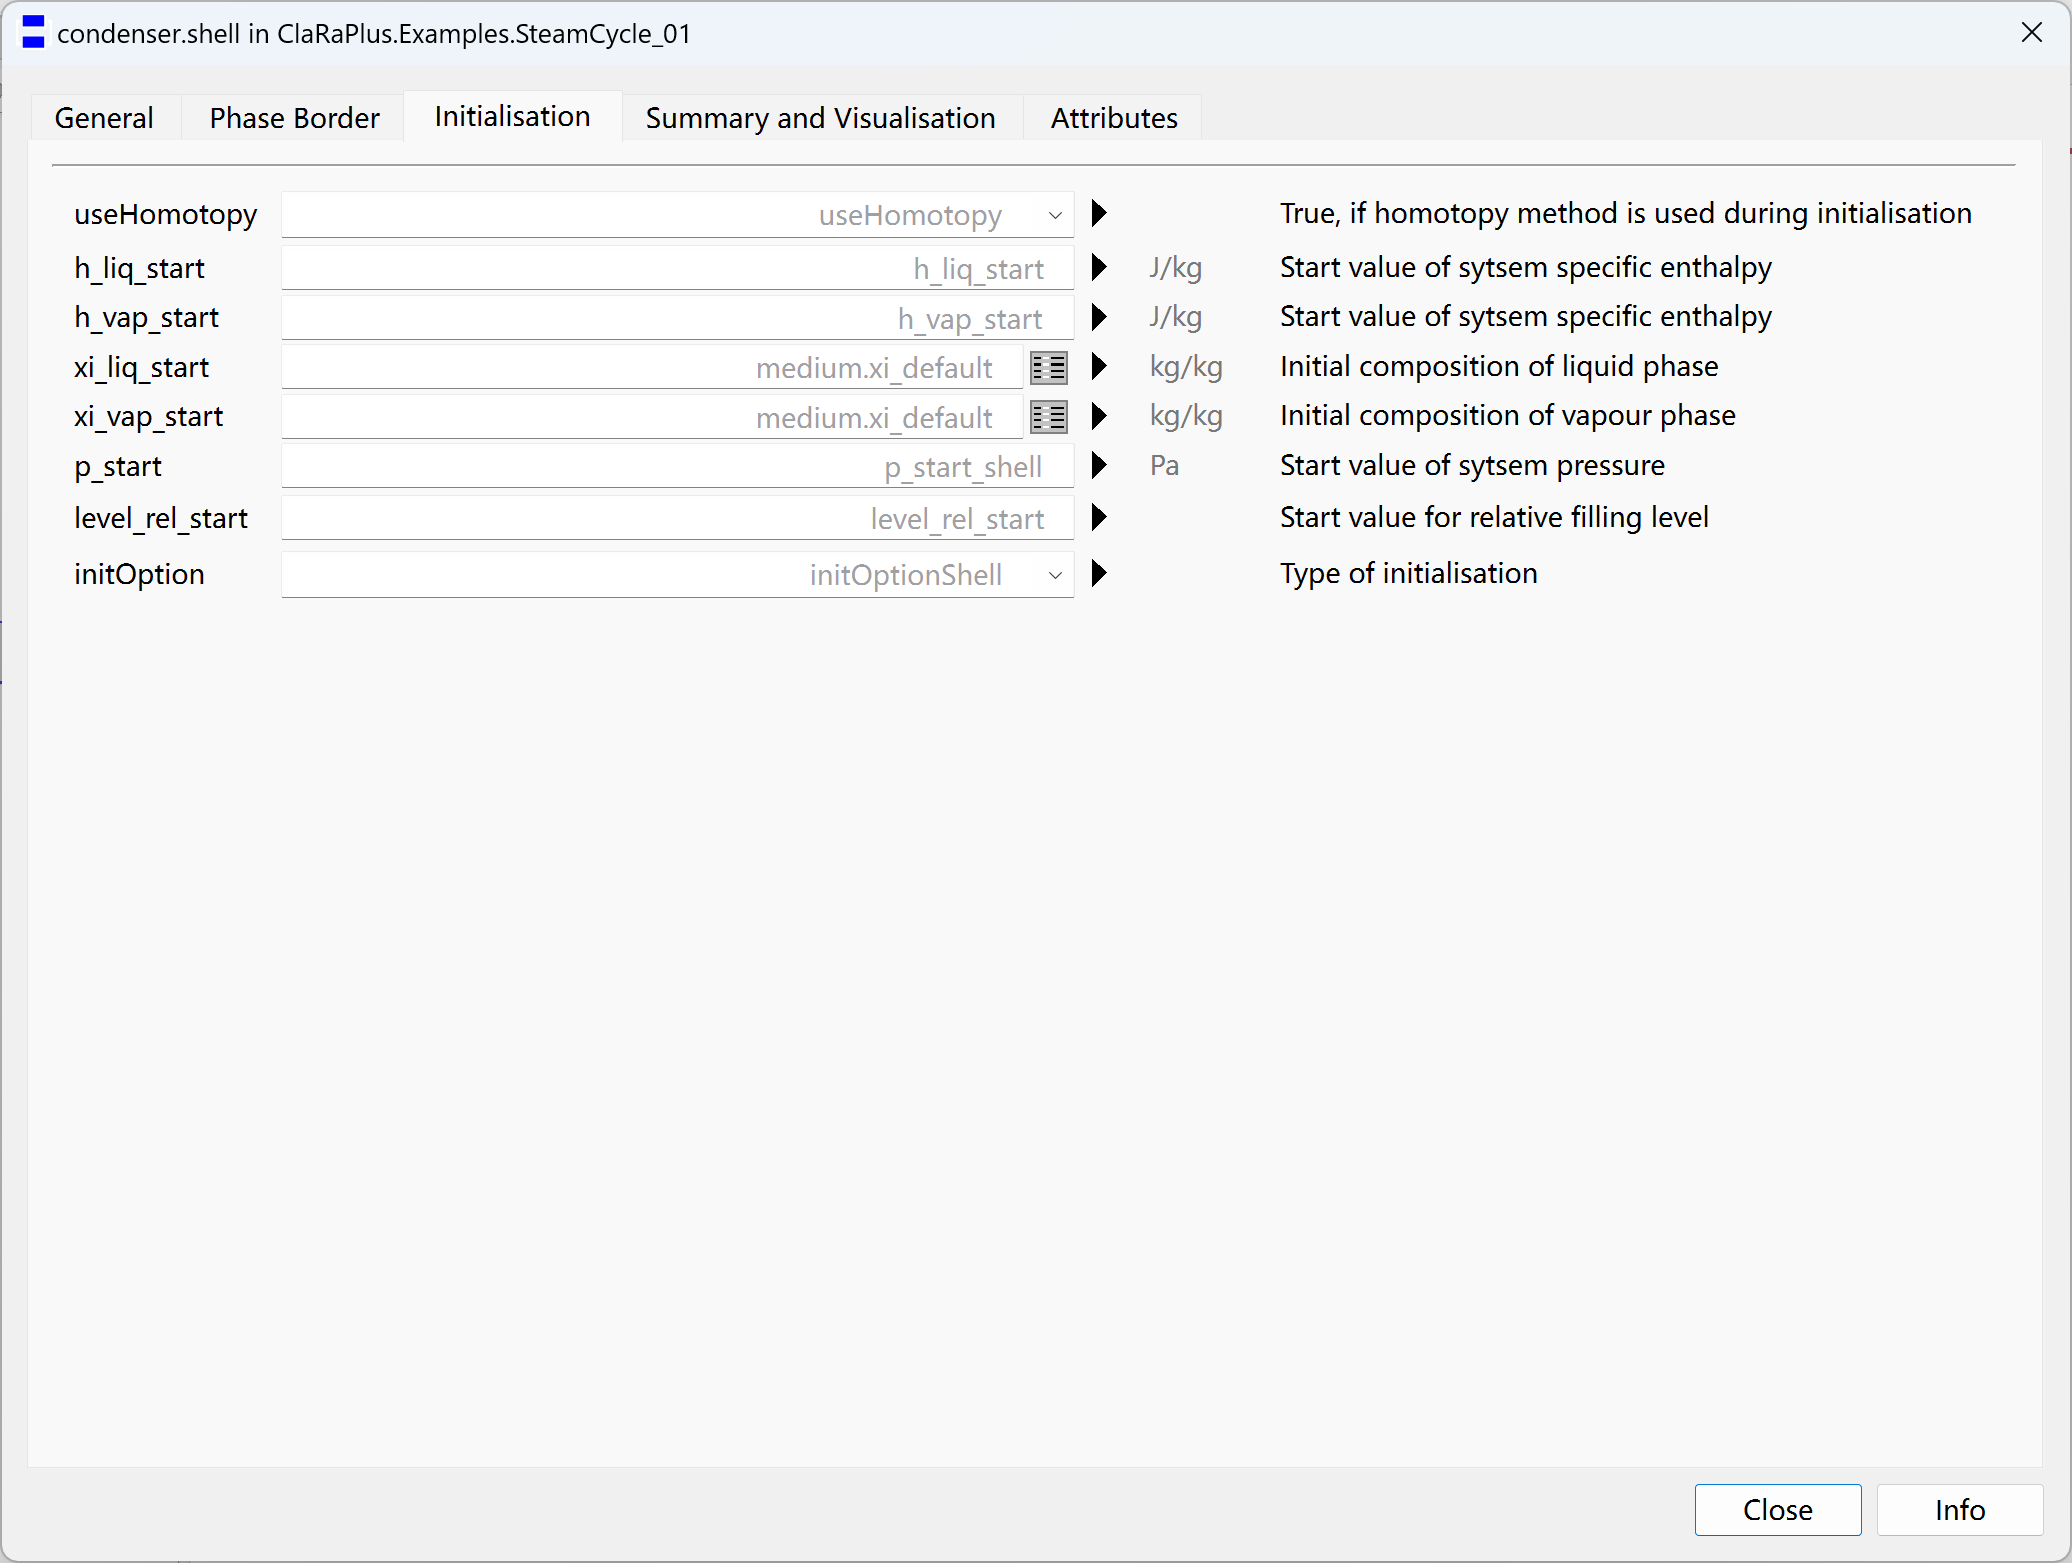 condenser.shell in ClaRaPlus.Examples.SteamCycle_01
General Phase Border Initialisation Summary and Visualisation Attributes
useHomotopy useHomotopy True, if homotopy method is used during initialisation
h_liq_start h_liq_start J/kg Start value of sytsem specific enthalpy
h_vap_start h_vap_start J/kg Start value of sytsem specific enthalpy
xi_liq_start medium.xi_default kg/kg Initial composition of liquid phase
xi_vap_start medium.xi_default kg/kg Initial composition of vapour phase
p_start p_start_shell Pa Start value of sytsem pressure
level_rel_start level_rel_start Start value for relative filling level
initOption initOptionShell Type of initialisation
Close Info